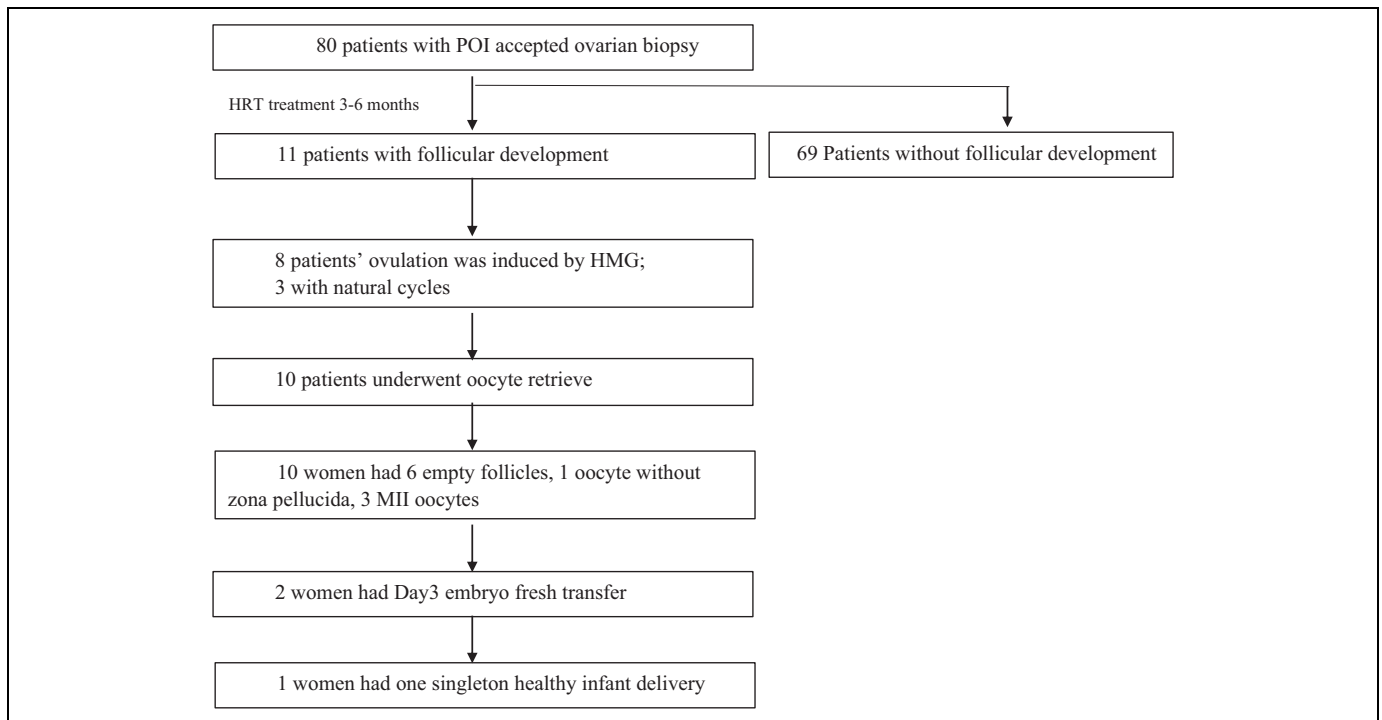 80 patients with POI accepted ovarian biopsy
HRT treatment 3-6 months
11 patients with follicular development
69 Patients without follicular development
8 patients’ ovulation was induced by HMG;
3 with natural cycles
10 patients underwent oocyte retrieve
10 women had 6 empty follicles, 1 oocyte without
zona pellucida, 3 MII oocytes
2 women had Day3 embryo fresh transfer
1 women had one singleton healthy infant delivery